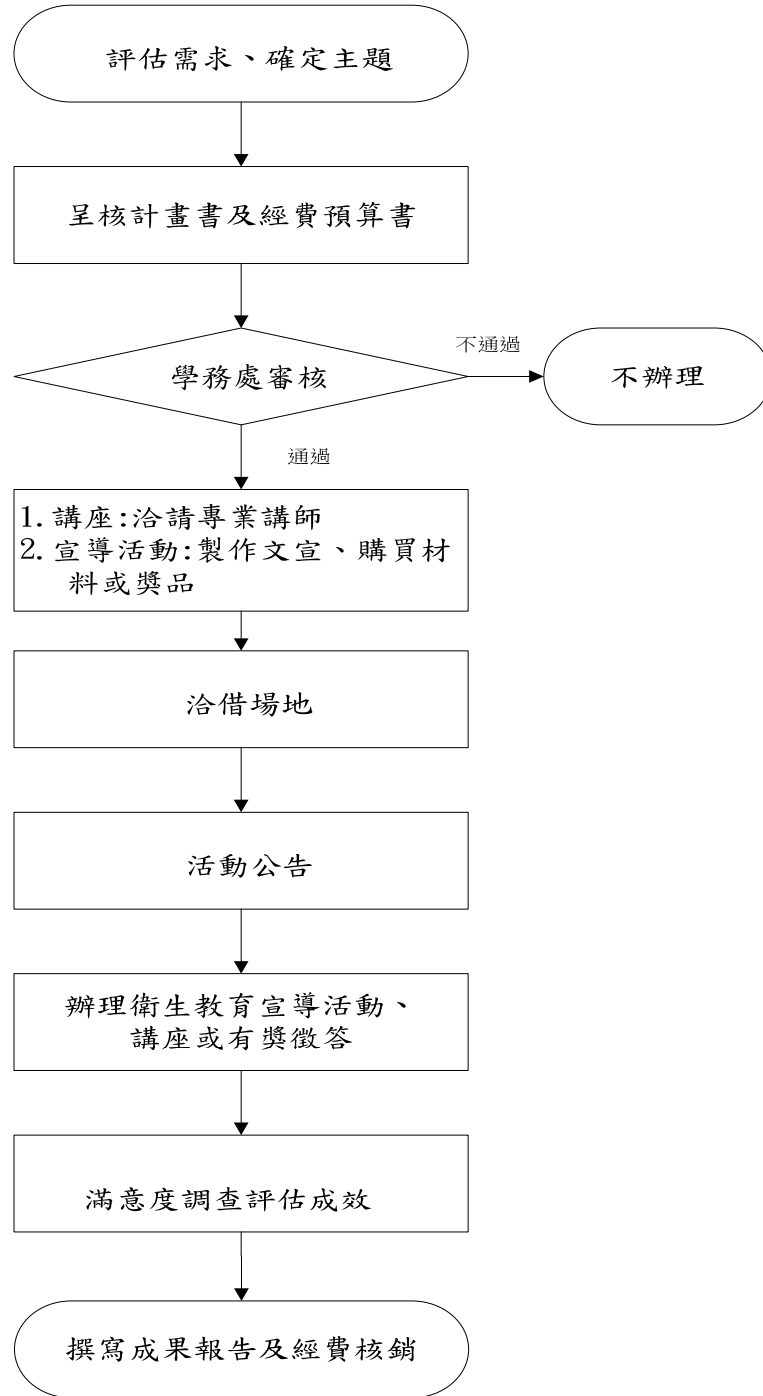 評估需求、確定主題
呈核計畫書及經費預算書
不通過
學務處審核
不辦理
通過
1. 講座:洽請專業講師
2. 宣導活動:製作文宣、購買材
料或獎品
洽借場地
活動公告
辦理衛生教育宣導活動、
講座或有獎徵答
滿意度調查評估成效
撰寫成果報告及經費核銷